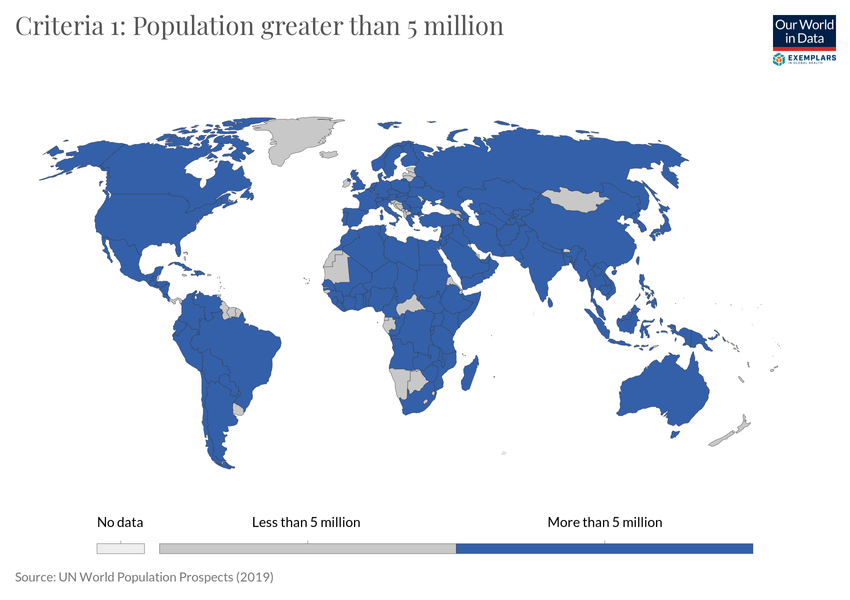 Criteria 1: Population greater than 5 million
Our World
in Data
EXEMPLARS
IN GLOBAL HEALTH
No data
Less than 5 million
More than 5 million
Source: UN World Population Prospects (2019)